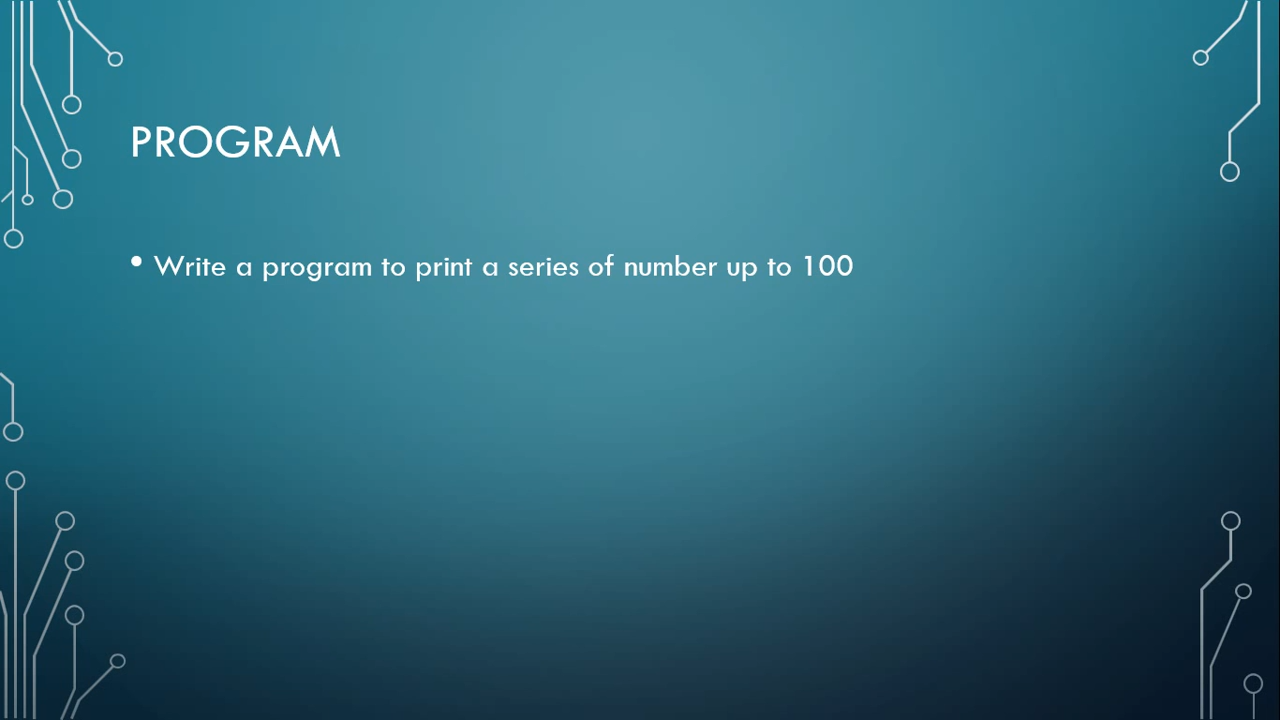 PROGRAM
• Write a program to print a series of number up to 100